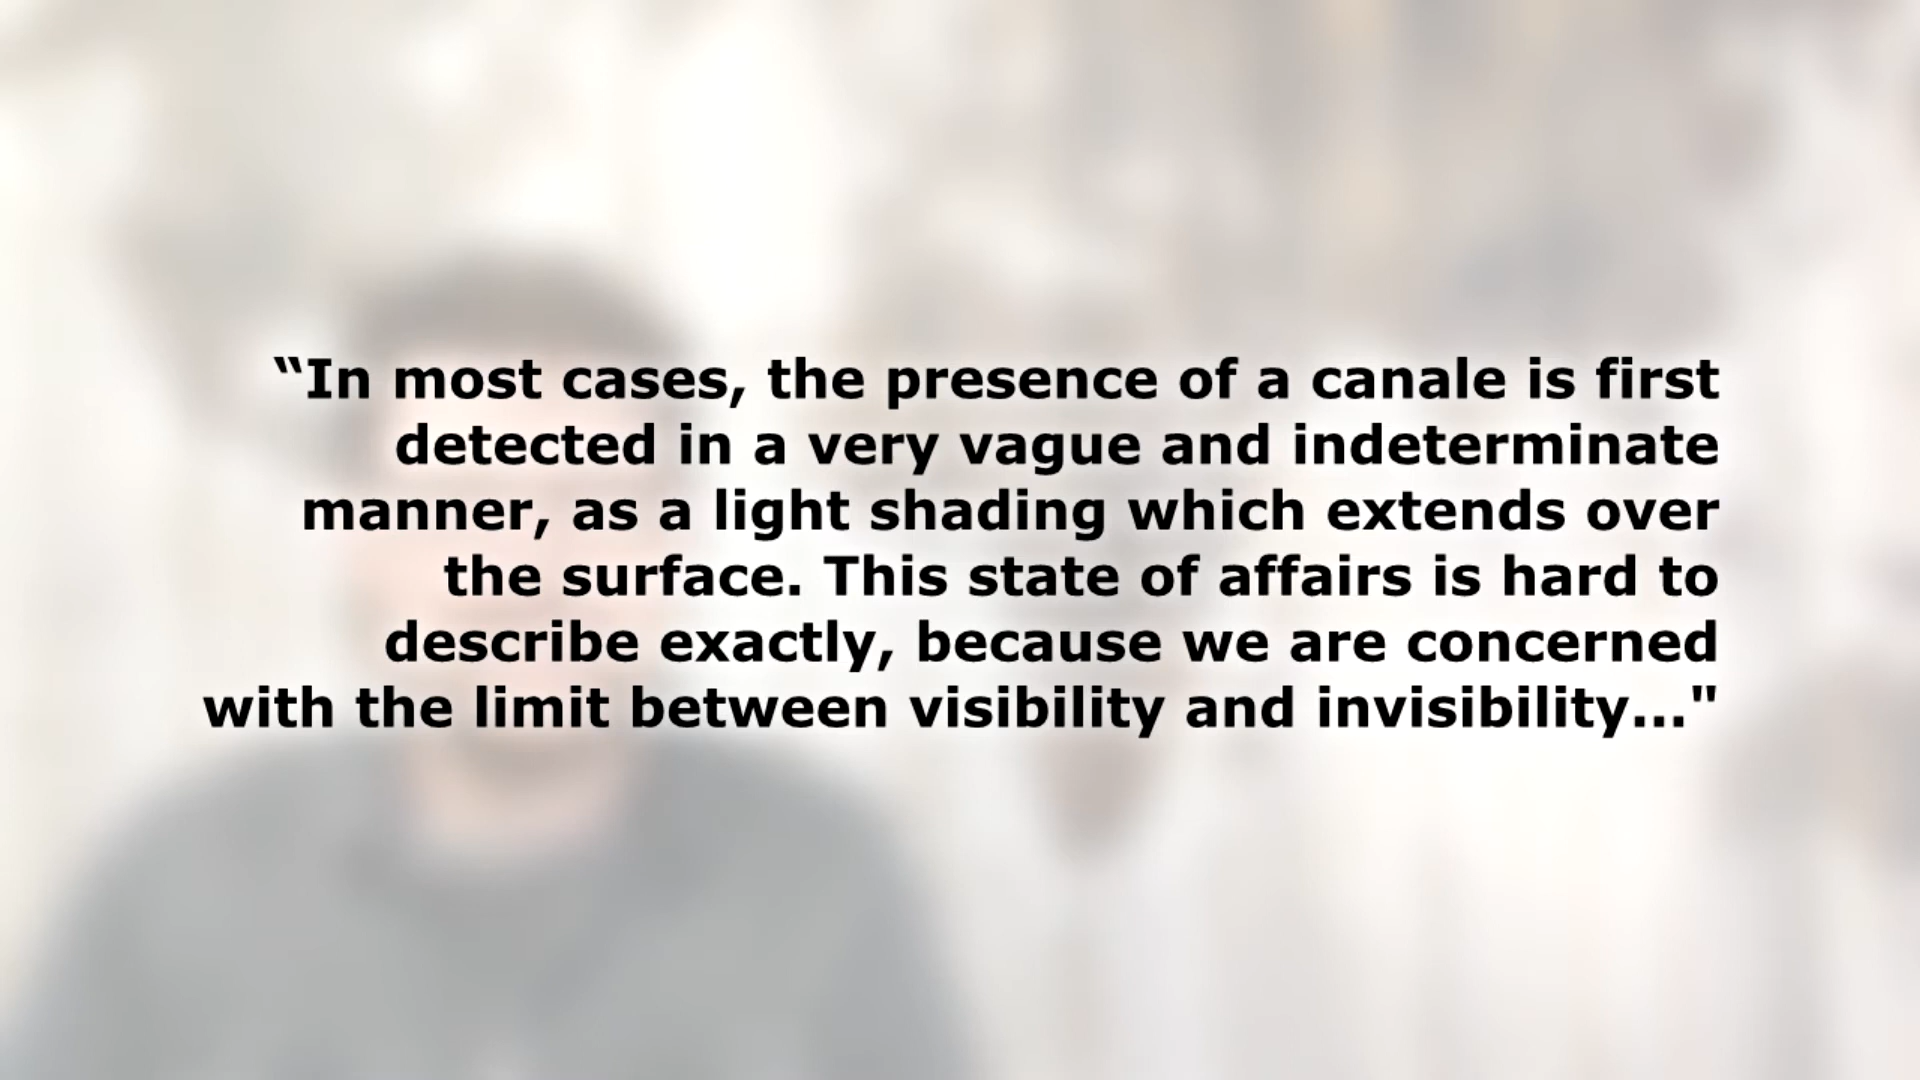 “In most cases, the presence of a canale is first
detected in a very vague and indeterminate
manner, as a light shading which extends over
the surface. This state of affairs is hard to
describe exactly, because we are concerned
with the limit between visibility and invisibility..."